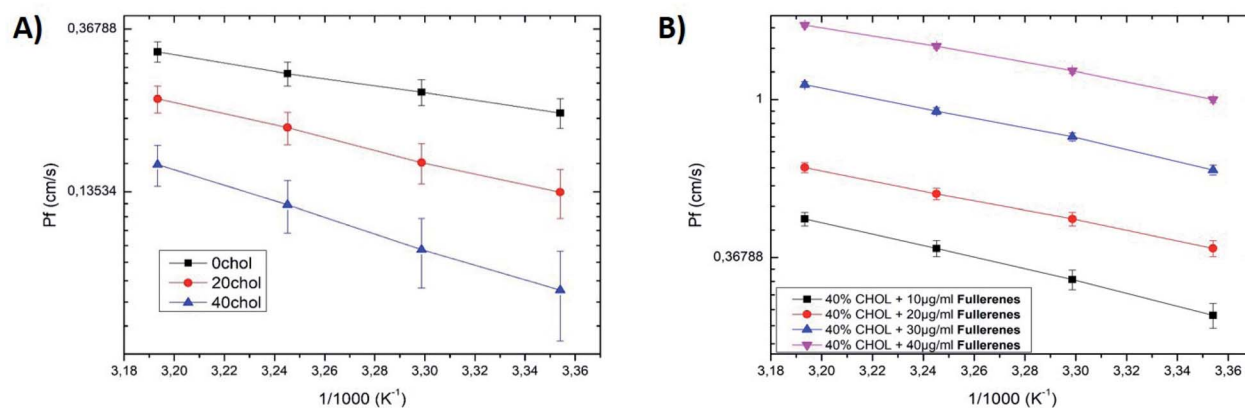 A)
0,36788
0,13534
Pf (cm/s)
0chol
20chol
40chol
3,18 3,20 3,22 3,24 3,26 3,28 3,30 3,32 3,34 3,36
1/1000 (K-1)
B)
1
0,36788
Pf (cm/s)
40% CHOL + 10µg/ml Fullerenes
40% CHOL + 20µg/ml Fullerenes
40% CHOL + 30µg/ml Fullerenes
40% CHOL + 40µg/ml Fullerenes
3,18 3,20 3,22 3,24 3,26 3,28 3,30 3,32 3,34 3,36
1/1000 (K-1)